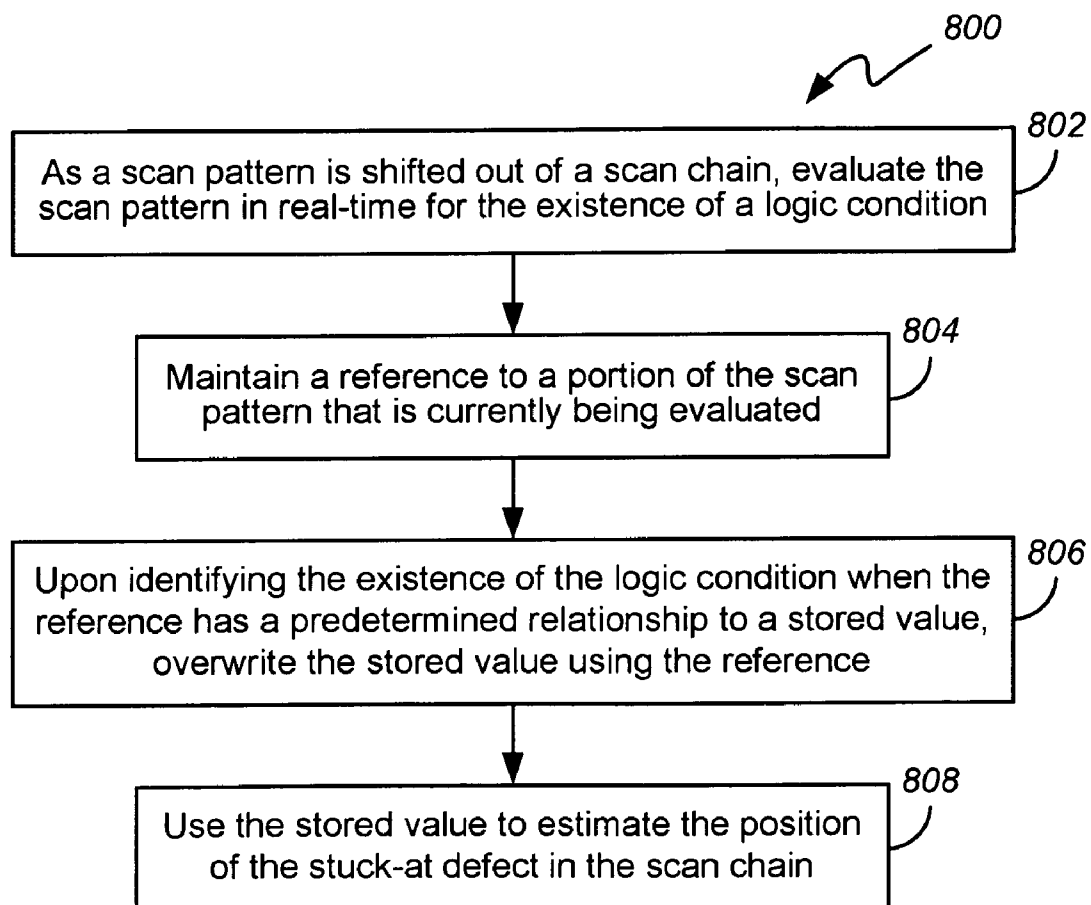 800
802
As a scan pattern is shifted out of a scan chain, evaluate the
scan pattern in real-time for the existence of a logic condition
804
Maintain a reference to a portion of the scan
pattern that is currently being evaluated
806
Upon identifying the existence of the logic condition when the
reference has a predetermined relationship to a stored value,
overwrite the stored value using the reference
808
Use the stored value to estimate the position
of the stuck-at defect in the scan chain